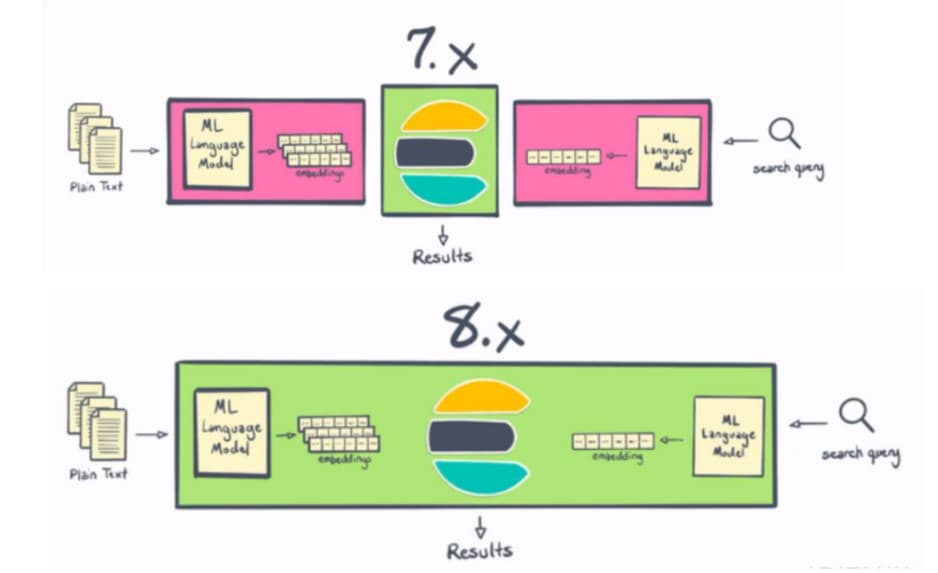 7.x
Plain Text
ML
Language
Model
embeddings
embedding
ML
Language
Model
search query
Results
8.x
Plain Text
ML
Language
Model
embeddings
embedding
ML
Language
Model
search query
Results